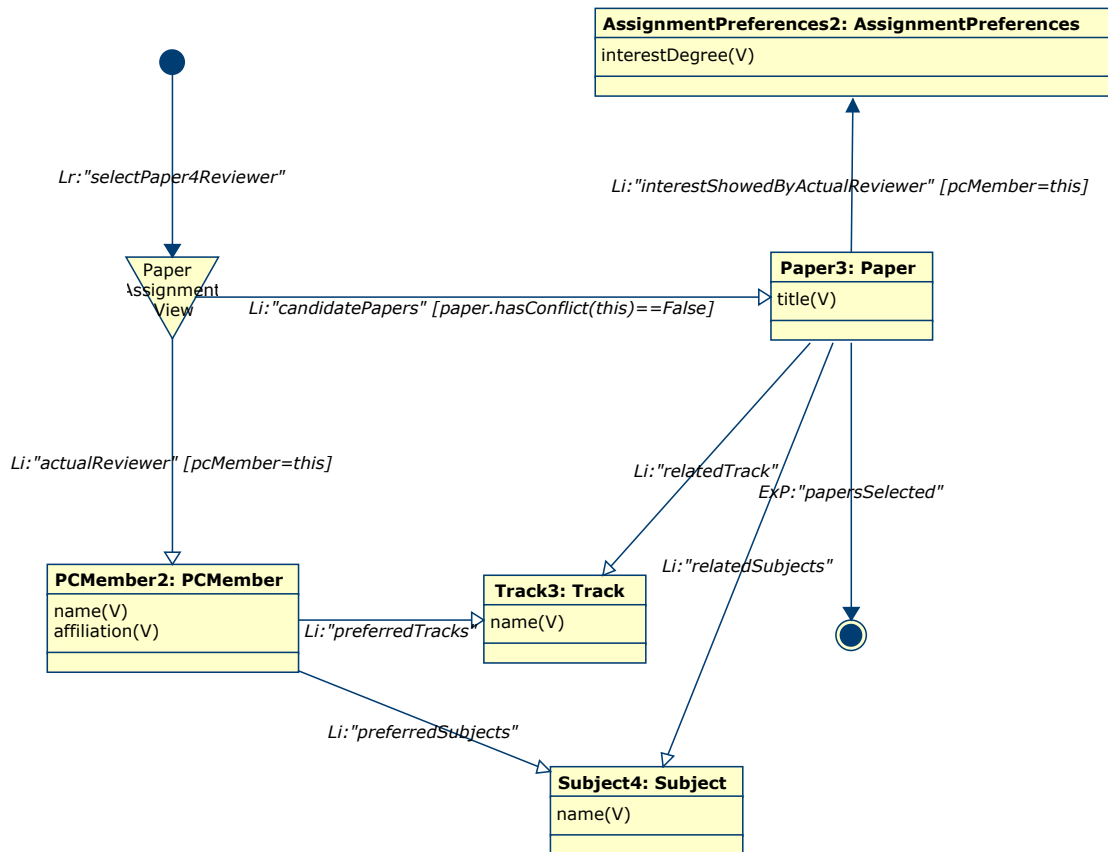 AssignmentPreferences2: AssignmentPreferences
interestDegree(V)
Lr:"selectPaper4Reviewer"
Li:"interestShowedByActualReviewer" [pcMember=this]
Paper
Assignment
View
Paper3: Paper
title(V)
Li:"candidatePapers" [paper.hasConflict(this)==False]
Li:"actualReviewer" [pcMember=this]
Li:"relatedTrack"
ExP:"papersSelected"
Li:"relatedSubjects"
PCMember2: PCMember
name(V)
affiliation(V)
Track3: Track
name(V)
Li:"preferredTracks"
Li:"preferredSubjects"
Subject4: Subject
name(V)